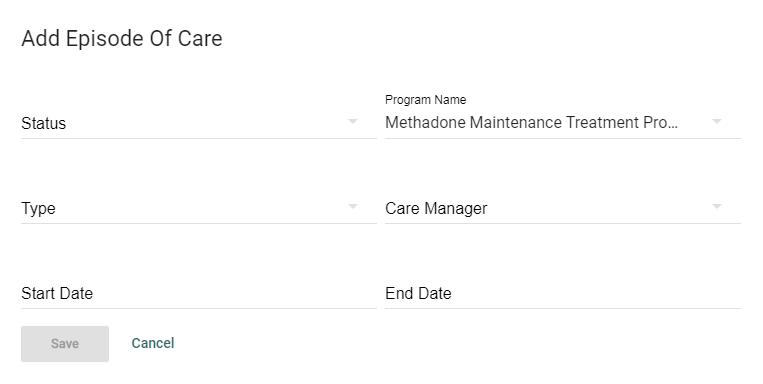 Add Episode Of Care
Program Name
Status
Methadone Maintenance Treatment Pro...
Type
Care Manager
Start Date
End Date
Save
Cancel